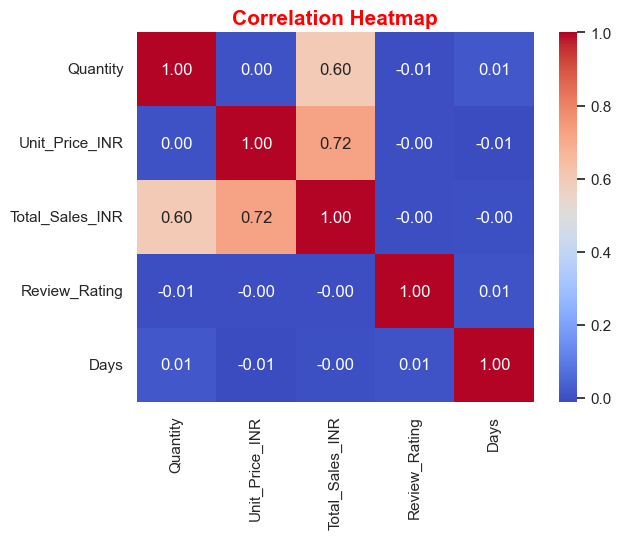 Correlation Heatmap
Quantity 1.00 0.00 0.60 -0.01 0.01
Unit_Price_INR 0.00 1.00 0.72 -0.00 -0.01
Total_Sales_INR 0.60 0.72 1.00 -0.00 -0.00
Review_Rating -0.01 -0.00 -0.00 1.00 0.01
Days 0.01 -0.01 -0.00 0.01 1.00
Quantity
Unit_Price_INR
Total_Sales_INR
Review_Rating
Days
1.0
0.8
0.6
0.4
0.2
0.0